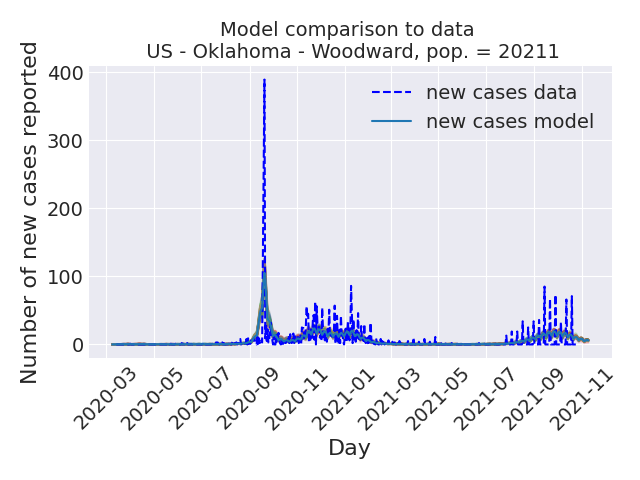 Model comparison to data
US - Oklahoma - Woodward, pop. = 20211
Number of new cases reported
400
300
200
100
0
new cases data
new cases model
2020-03
2020-05
2020-07
2020-09
2020-11
2021-01
2021-03
2021-05
2021-07
2021-09
2021-11
Day